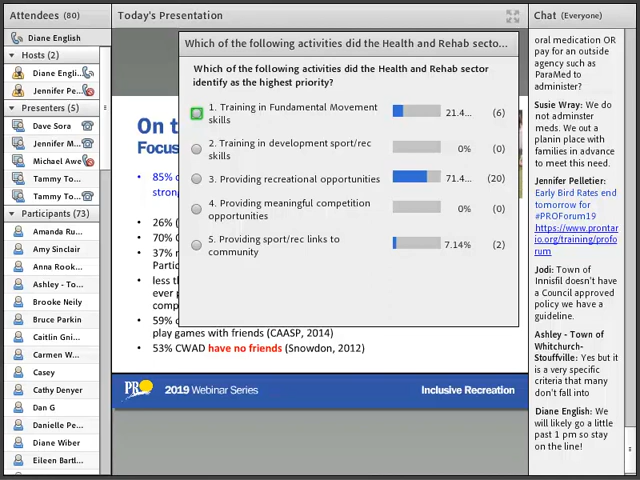 Attendees (80)
Diane English
Hosts (2)
Diane Engli...
Jennifer Pe...
Presenters (5)
Dave Sora
Jennifer M...
Michael Awe
Tammy To...
Tammy To...
Participants (73)
Amanda Ru...
Amy Sinclair
Anna Rook...
Ashley - To...
Brooke Neily
Bruce Parkin
Caitlin Gni...
Carmen W...
Casey
Cathy Denyer
Dan G
Danielle Pe...
Diane Wiber
Eileen Bartl...
Today's Presentation
Which of the following activities did the Health and Rehab secto...
Which of the following activities did the Health and Rehab sector
identify as the highest priority?
1. Training in Fundamental Movement
skills
21.4... (6)
2. Training in development sport/rec
skills
0% (0)
3. Providing recreational opportunities
71.4... (20)
4. Providing meaningful competition
opportunities
0% (0)
5. Providing sport/rec links to
community
7.14% (2)
On t
Focus
• 85% c
strong
• 26% (
• 70% C
• 37% r
Partic
• less th
ever p
comp
• 59% c
play games with friends (CAASP, 2014)
• 53% CWAD have no friends (Snowdon, 2012)
PRO 2019 Webinar Series
Inclusive Recreation
Chat (Everyone)
oral medication OR
pay for an outside
agency such as
ParaMed to
administer?
Susie Wray: We do
not adminster
meds. We out a
planin place with
families in advance
to meet this need.
Jennifer Pelletier:
Early Bird Rates end
tomorrow for
#PROForum19
https://www.prontar
io.org/training/profo
rum
Jodi: Town of
Innisfil doesn't have
a Council approved
policy we have a
guideline.
Ashley - Town of
Whitchurch-
Stouffville: Yes but it
is a very specific
criteria that many
don't fall into
Diane English: We
will likely go a little
past 1 pm so stay
on the line!